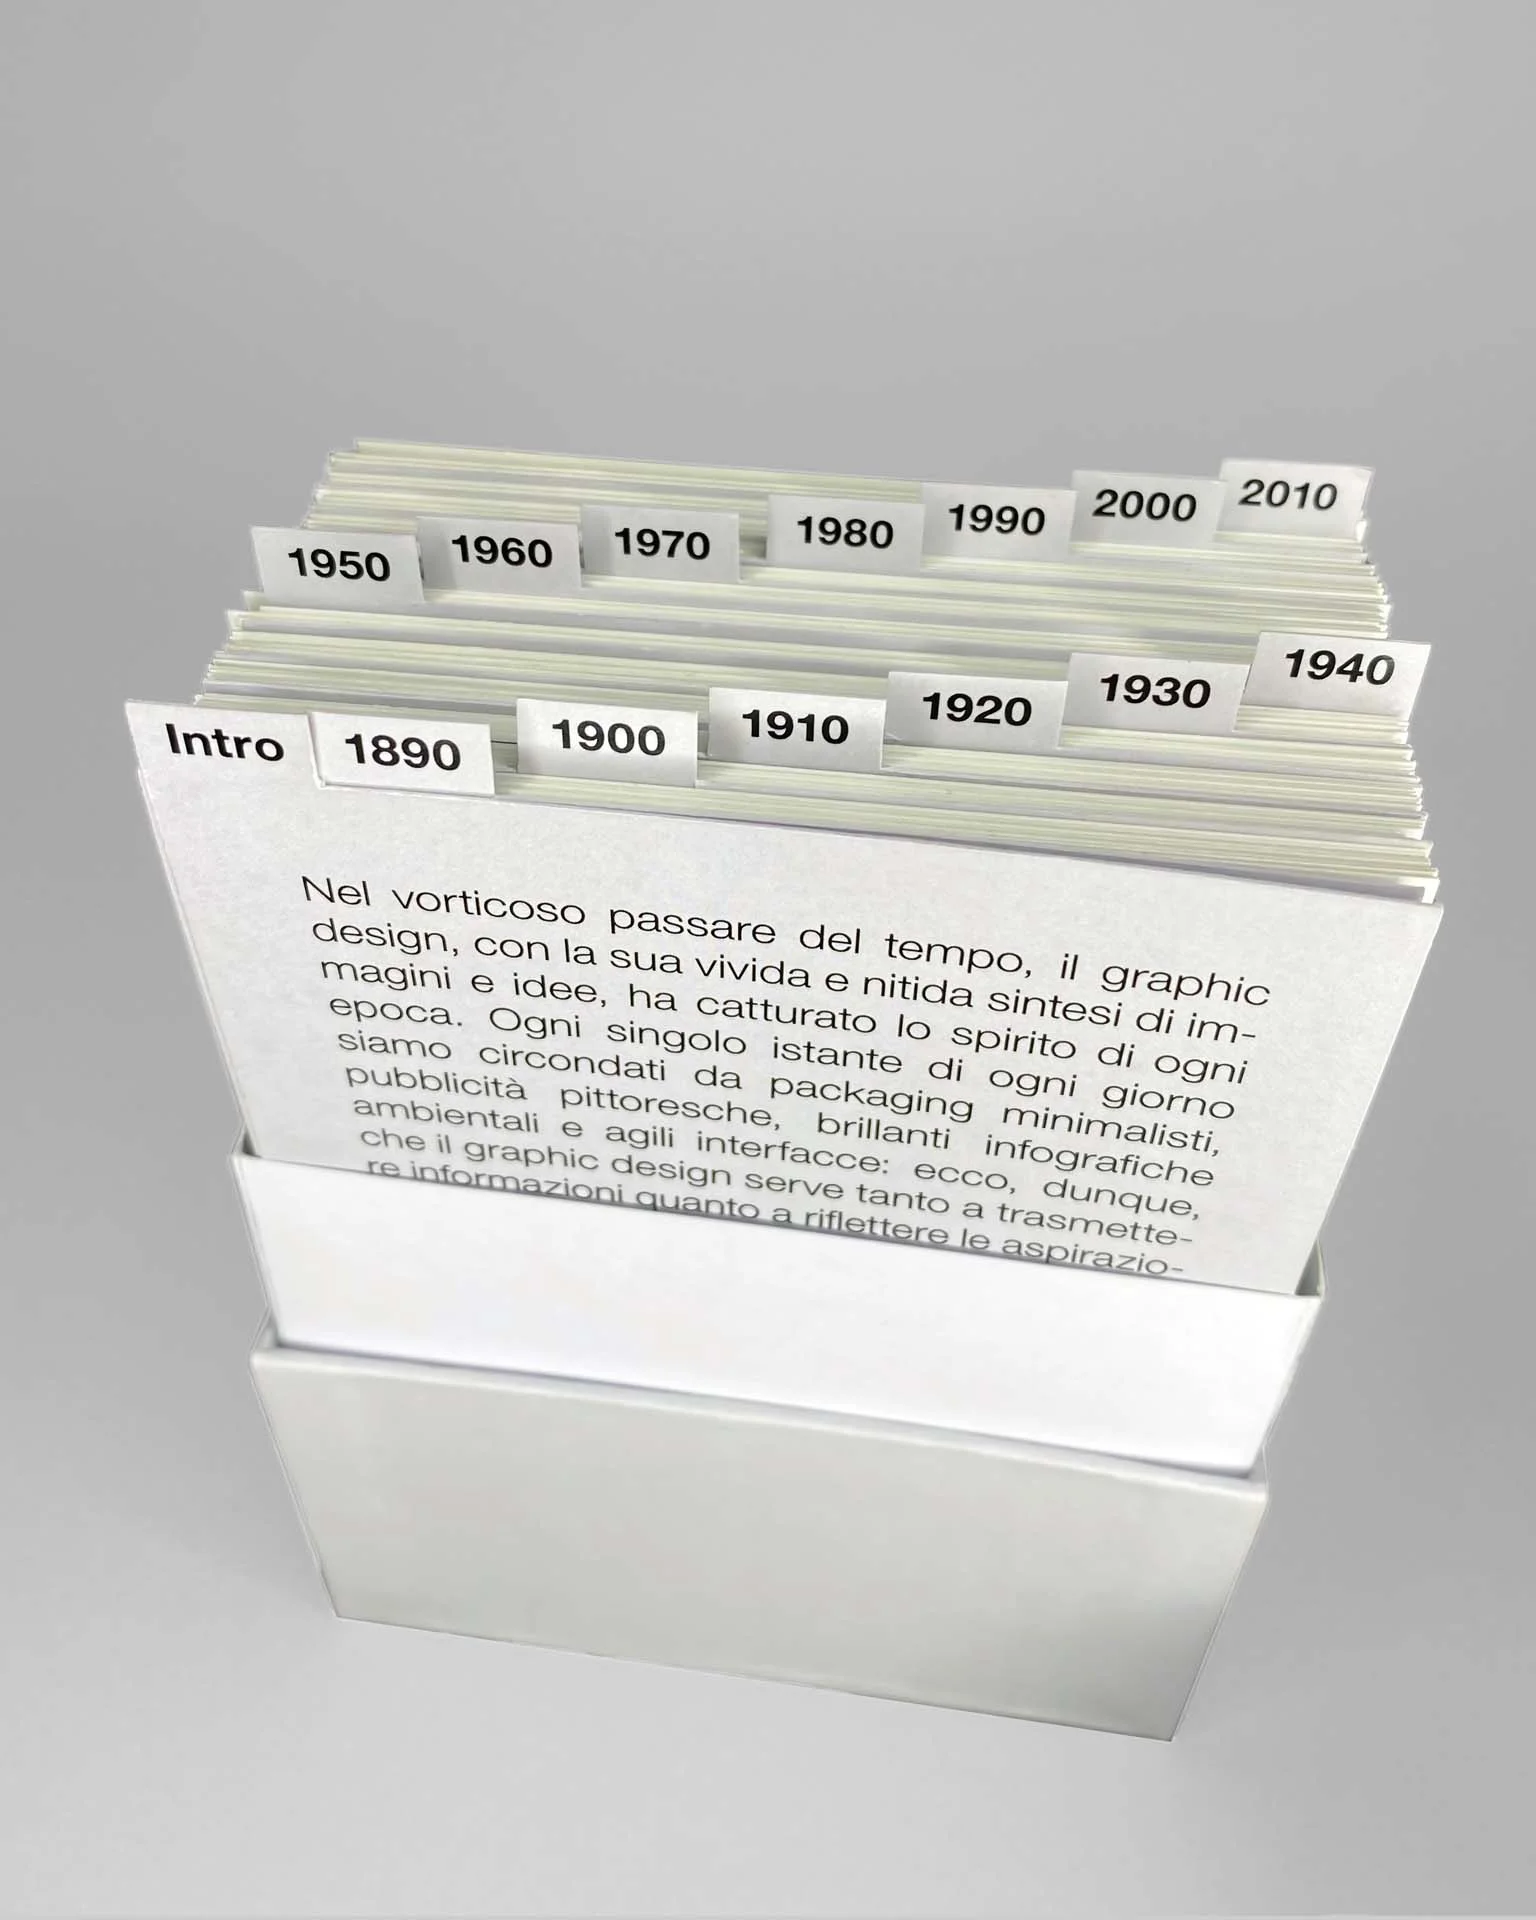 2010
2000
1990
1980
1970
1960
1950
1940
1930
1920
1910
1900
1890
Intro
Nel vorticoso passare del tempo, il graphic
design, con la sua vivida e nitida sintesi di im-
magini e idee, ha catturato lo spirito di ogni
epoca. Ogni singolo istante di ogni giorno
siamo circondati da packaging minimalisti,
pubblicità pittoresche, brillanti infografiche
ambientali e agili interfacce: ecco, dunque,
che il graphic design serve tanto a trasmette-
re informazioni quanto a riflettere le aspirazio-